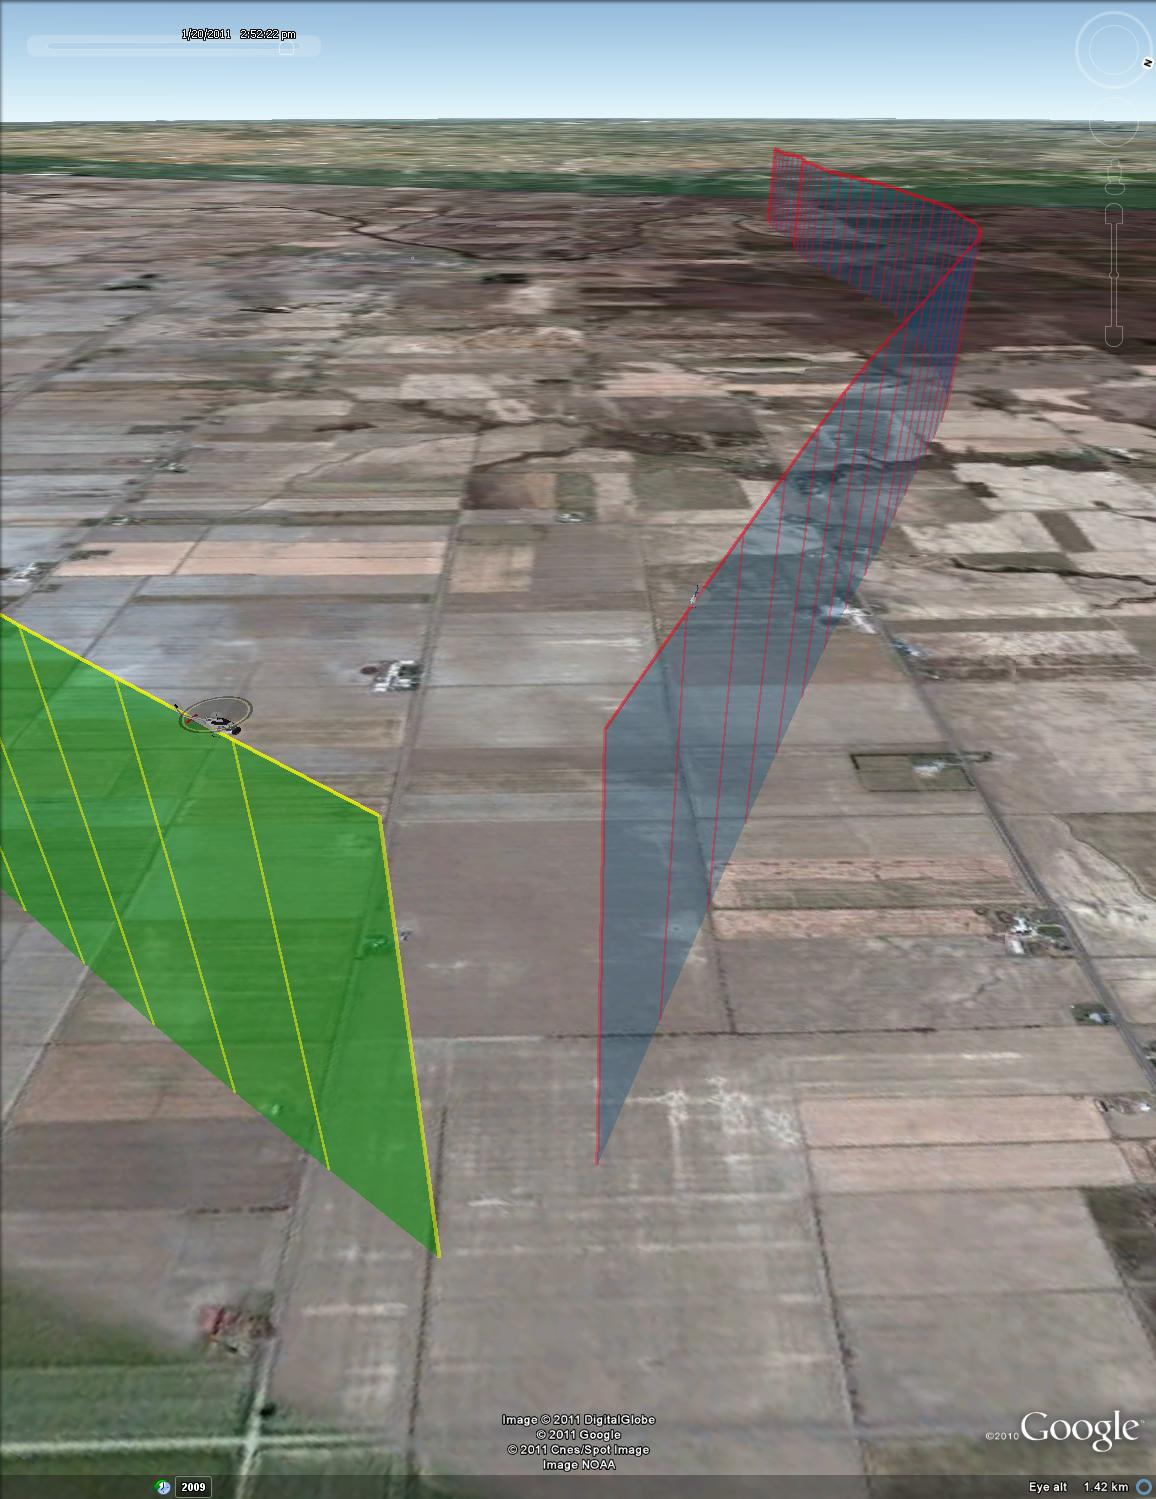 1/20/2011 2:52:22 pm
N
Image © 2011 DigitalGlobe
© 2011 Google
© 2011 Cnes/Spot Image
Image NOAA
©2010 Google™
2009
Eye alt 1.42 km